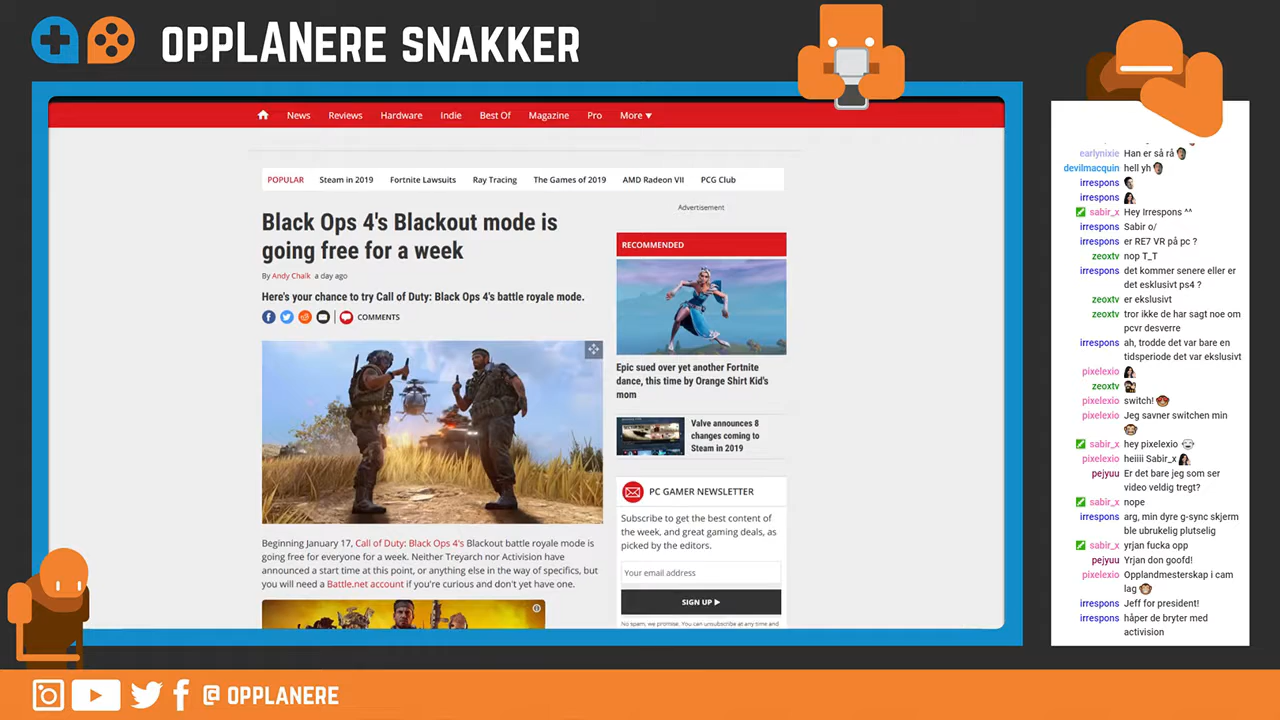 OPPLANERE SNAKKER
News Reviews Hardware Indie Best Of Magazine Pro More ▼
POPULAR Steam in 2019 Fortnite Lawsuits Ray Tracing The Games of 2019 AMD Radeon VII PCG Club
Black Ops 4's Blackout mode is
going free for a week
By Andy Chalk a day ago
Here's your chance to try Call of Duty: Black Ops 4's battle royale mode.
COMMENTS
Beginning January 17, Call of Duty: Black Ops 4's Blackout battle royale mode is
going free for everyone for a week. Neither Treyarch nor Activision have
announced a start time at this point, or anything else in the way of specifics, but
you will need a Battle.net account if you're curious and don't yet have one.
Advertisement
RECOMMENDED
Epic sued over yet another Fortnite
dance, this time by Orange Shirt Kid's
mom
Valve announces 8
changes coming to
Steam in 2019
PC GAMER NEWSLETTER
Subscribe to get the best content of
the week, and great gaming deals, as
picked by the editors.
Your email address
SIGN UP ▶
No spam, we promise. You can unsubscribe at any time and
earlynixie Han er så rå
devilmacquin hell yh
irrespons
irrespons
sabir_x Hey Irrespons ^^
irrespons Sabir o/
irrespons er RE7 VR på pc ?
zeoxtv nop T_T
irrespons det kommer senere eller er
det esklusivt ps4 ?
zeoxtv er ekslusivt
zeoxtv tror ikke de har sagt noe om
pcvr desverre
irrespons ah, trodde det var bare en
tidsperiode det var ekslusivt
pixelexio
zeoxtv
pixelexio switch!
pixelexio Jeg savner switchen min
sabir_x hey pixelexio
pixelexio heiiii Sabir_x
pejyuu Er det bare jeg som ser
video veldig tregt?
sabir_x nope
irrespons arg, min dyre g-sync skjerm
ble ubrukelig plutselig
sabir_x yrjan fucka opp
pejyuu Yrjan don goofd!
pixelexio Opplandmesterskap i cam
lag
irrespons Jeff for president!
irrespons håper de bryter med
activision
@ OPPLANERE